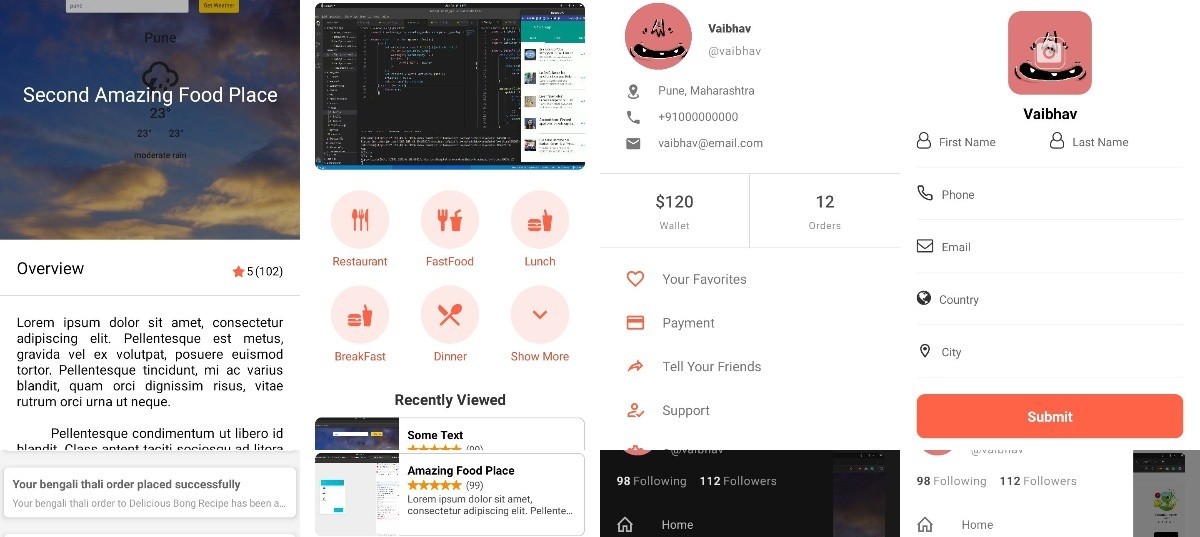 pune
Get Weather
Pune
Second Amazing Food Place
23°
23° 23°
moderate rain
Overview
5(102)
Lorem ipsum dolor sit amet, consectetur
adipiscing elit. Pellentesque est metus,
gravida vel ex volutpat, posuere euismod
tortor. Pellentesque tincidunt, mi ac varius
blandit, quam orci dignissim risus, vitae
rutrum orci urna ut neque.
Pellentesque condimentum ut libero id
blandit. Class aptent taciti sociosqu ad litora
Your bengali thali order placed successfully
Your bengali thali order to Delicious Bong Recipe has been a...
Restaurant
FastFood
Lunch
BreakFast
Dinner
Show More
Recently Viewed
Some Text
(99)
Amazing Food Place
(99)
Lorem ipsum dolor sit amet,
consectetur adipiscing elit. Pellente...
Vaibhav
@vaibhav
Pune, Maharashtra
+91000000000
vaibhav@email.com
$120
Wallet
12
Orders
Your Favorites
Payment
Tell Your Friends
Support
@vaibhav
98 Following 112 Followers
Home
Vaibhav
First Name
Last Name
Phone
Email
Country
City
Submit
@vaibhav
98 Following 112 Followers
Home